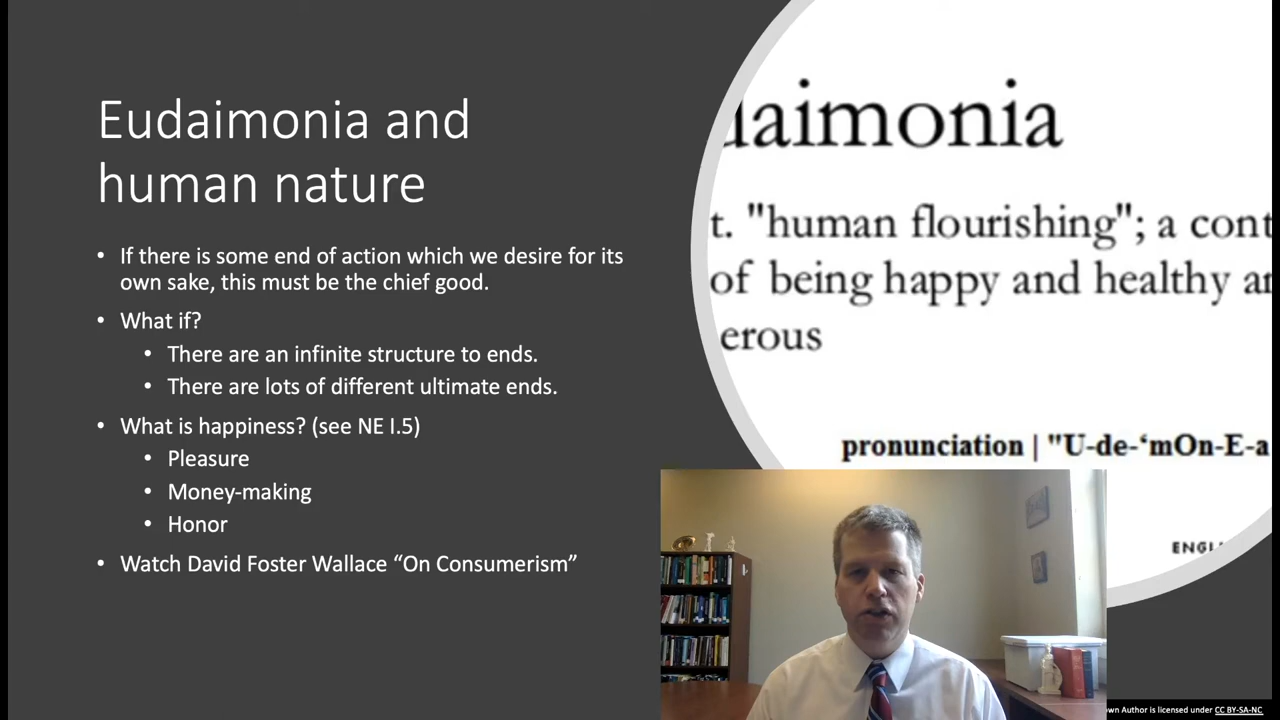 Eudaimonia and
human nature
• If there is some end of action which we desire for its
own sake, this must be the chief good.
• What if?
• There are an infinite structure to ends.
• There are lots of different ultimate ends.
• What is happiness? (see NE I.5)
• Pleasure
• Money-making
• Honor
• Watch David Foster Wallace “On Consumerism”
daimonia
t. "human flourishing"; a cont
of being happy and healthy an
erous
pronunciation | "U-de-‘mOn-E-a
ENGL
wn Author is licensed under CC BY-SA-NC